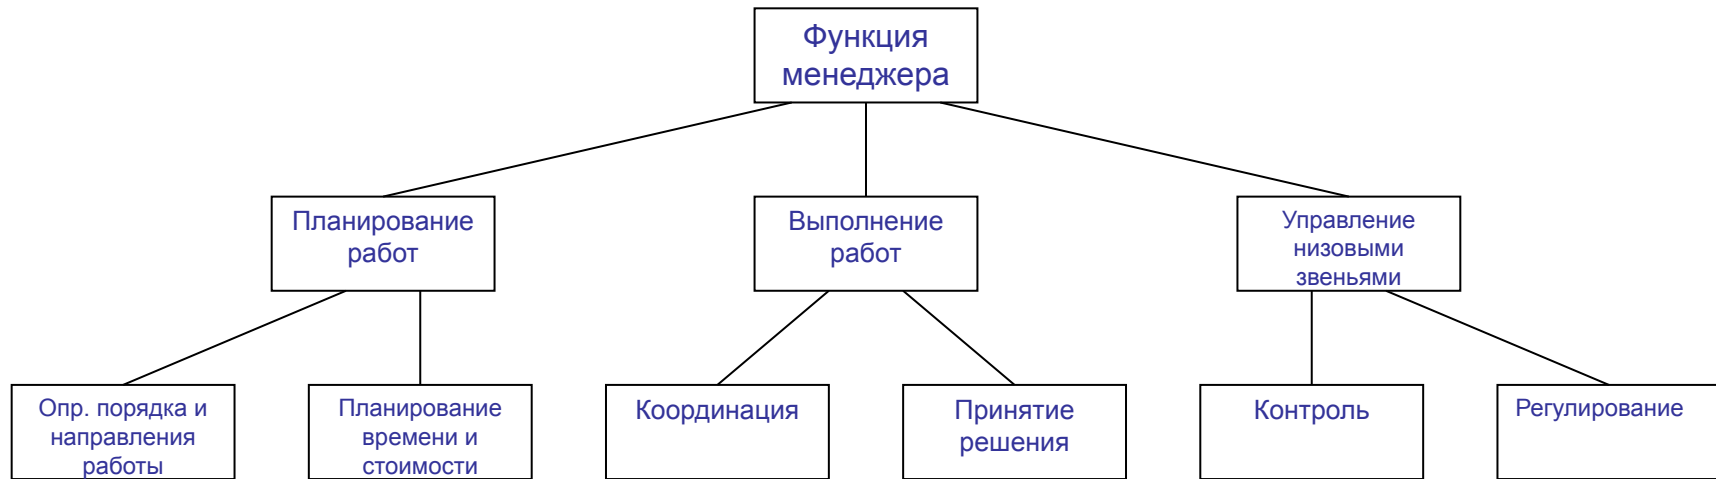 Функция
менеджера
Планирование
работ
Выполнение
работ
Управление
низовыми
звеньями
Опр. порядка и
направления
работы
Планирование
времени и
стоимости
Координация
Принятие
решения
Контроль
Регулирование